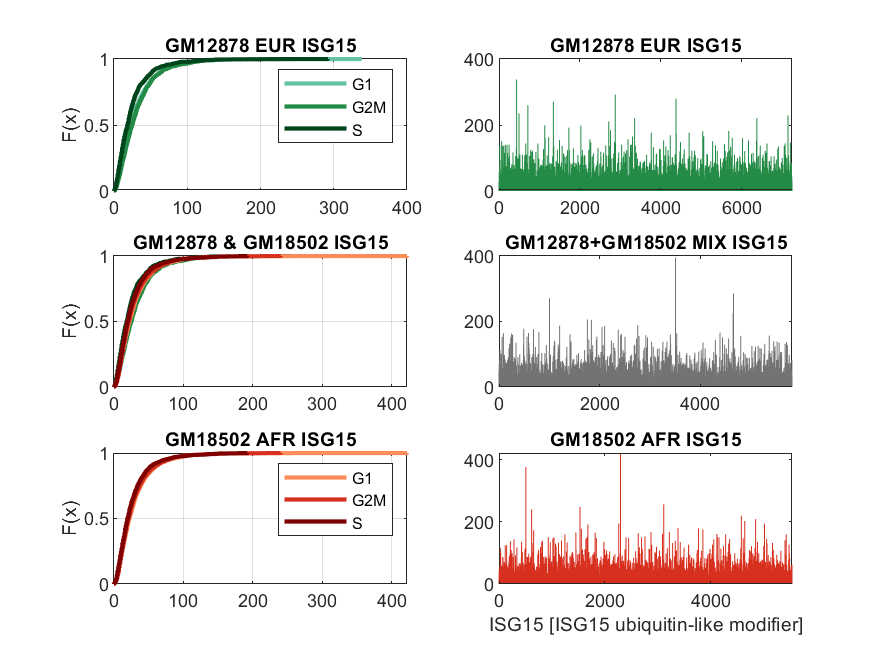 GM12878 EUR ISG15
F(x)
1
0.5
0
0 100 200 300 400
G1
G2M
S
GM12878 EUR ISG15
400
200
0
0 2000 4000 6000
GM12878 & GM18502 ISG15
F(x)
1
0.5
0
0 100 200 300 400
GM12878+GM18502 MIX ISG15
400
200
0
0 2000 4000
GM18502 AFR ISG15
F(x)
1
0.5
0
0 100 200 300 400
G1
G2M
S
GM18502 AFR ISG15
400
200
0
0 2000 4000
ISG15 [ISG15 ubiquitin-like modifier]